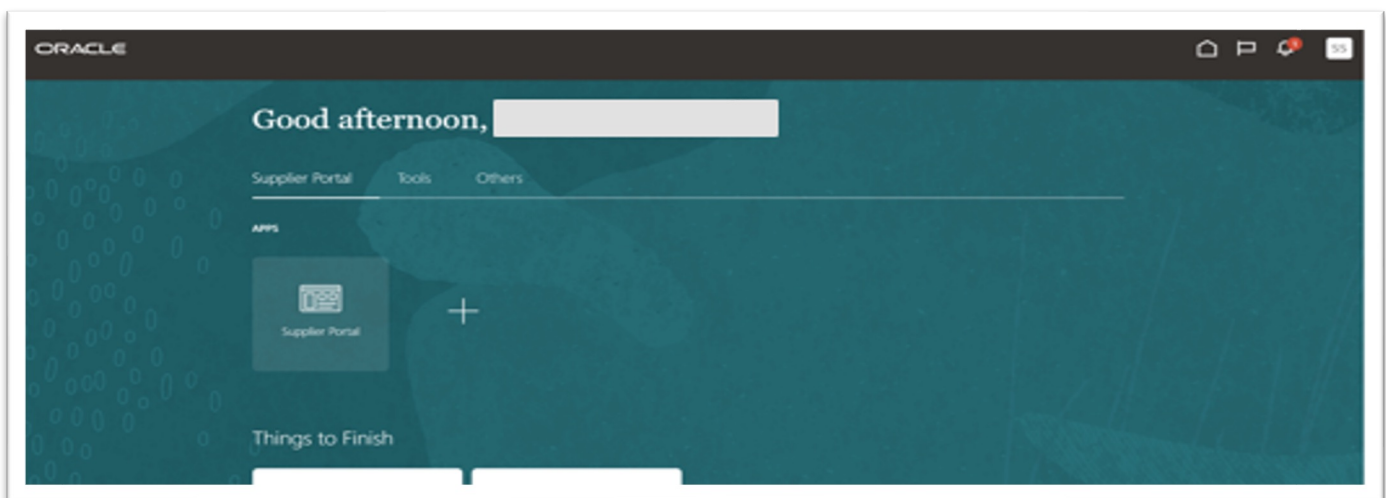 ORACLE
SS
Good afternoon,
Supplier Portal Tools Others
APPS
Supplier Portal
Things to Finish